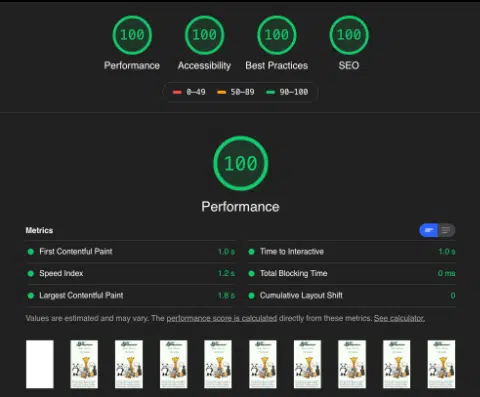 100 100 100 100
Performance Accessibility Best Practices SEO
0–49 50–89 90–100
100
Performance
Metrics
First Contentful Paint 1.0 s Time to Interactive 1.0 s
Speed Index 1.2 s Total Blocking Time 0 ms
Largest Contentful Paint 1.8 s Cumulative Layout Shift 0
Values are estimated and may vary. The performance score is calculated directly from these metrics. See calculator.